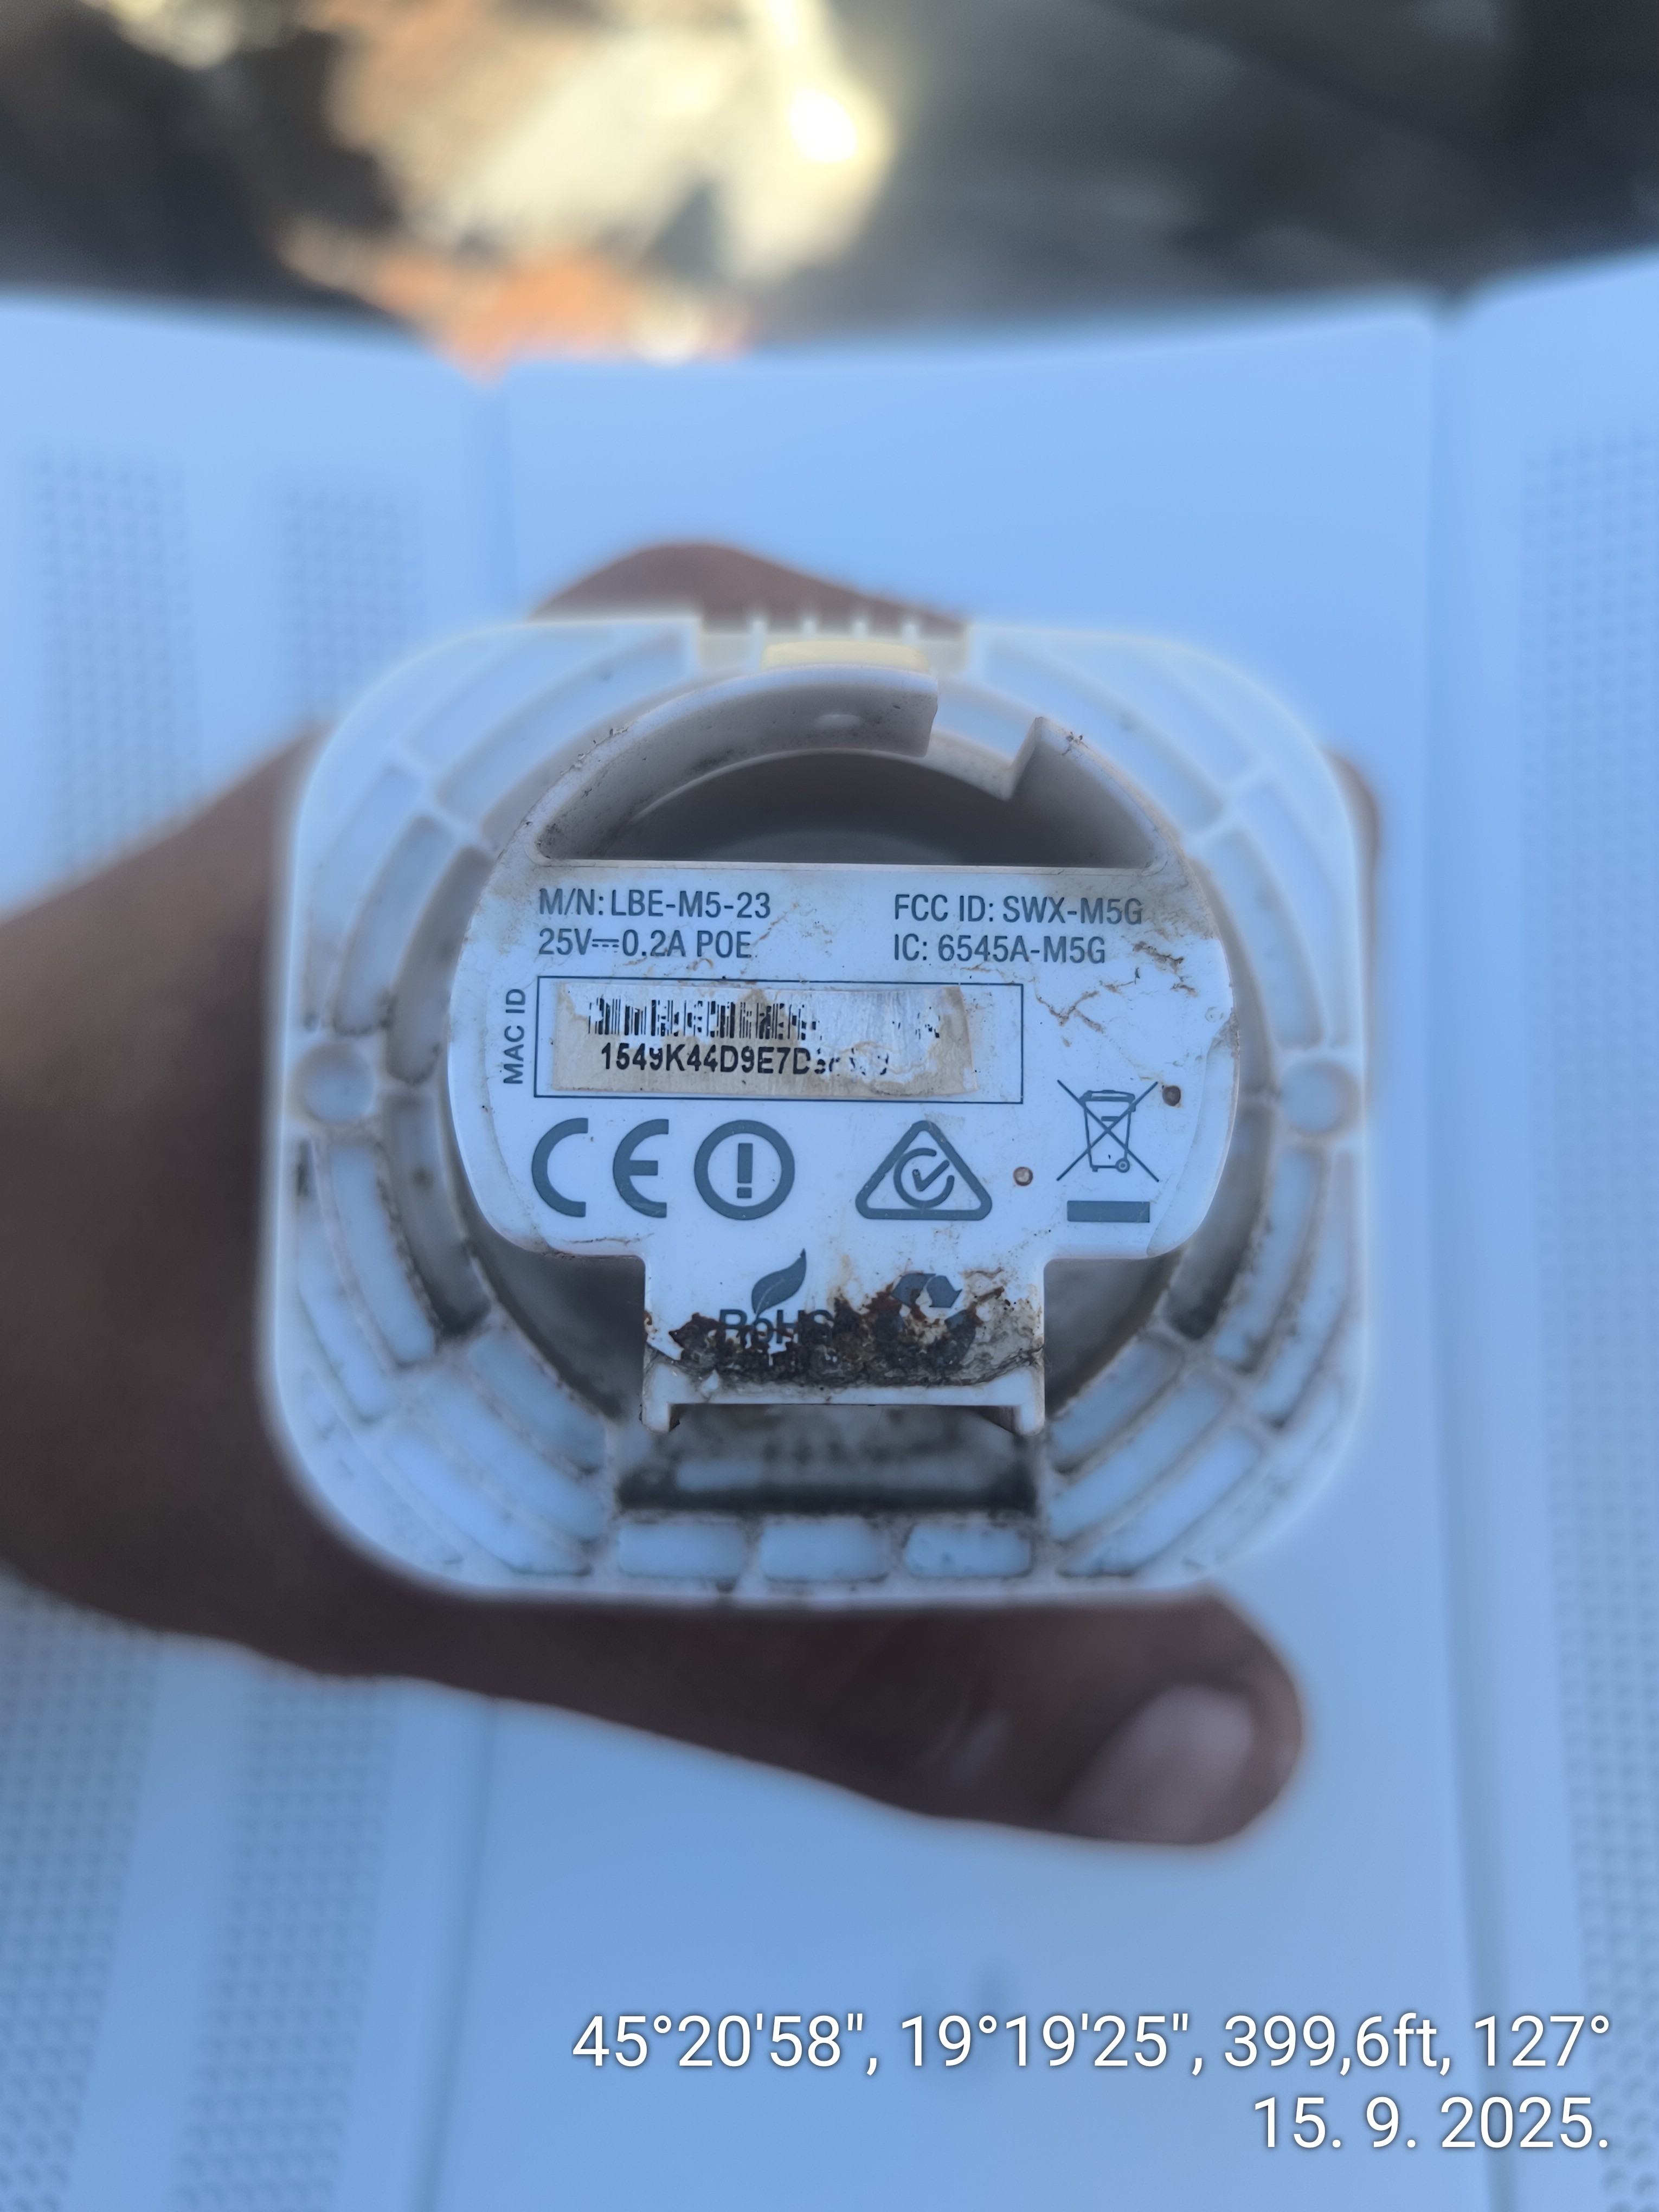 M/N: LBE-M5-23
25V⎓0.2A POE
FCC ID: SWX-M5G
IC: 6545A-M5G
MAC ID
CE
RoHS
45°20'58", 19°19'25", 399,6ft, 127°
15. 9. 2025.